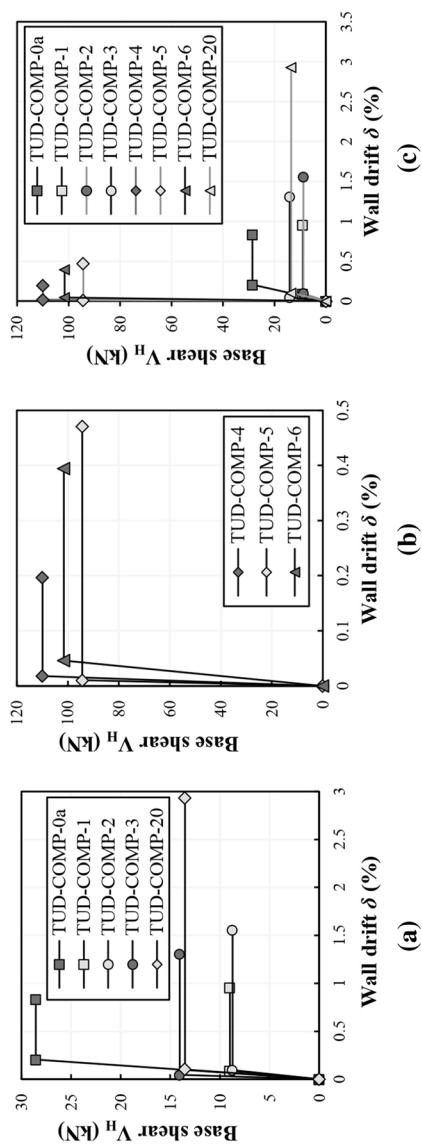 30
25
20
15
10
5
0
Base shear V_H (kN)
TUD-COMP-0a
TUD-COMP-1
TUD-COMP-2
TUD-COMP-3
TUD-COMP-20
0 0.5 1 1.5 2 2.5 3
Wall drift δ (%)
(a)
120
100
80
60
40
20
0
Base shear V_H (kN)
TUD-COMP-4
TUD-COMP-5
TUD-COMP-6
0 0.1 0.2 0.3 0.4 0.5
Wall drift δ (%)
(b)
120
100
80
60
40
20
0
Base shear V_H (kN)
TUD-COMP-0a
TUD-COMP-1
TUD-COMP-2
TUD-COMP-3
TUD-COMP-4
TUD-COMP-5
TUD-COMP-6
TUD-COMP-20
0 0.5 1 1.5 2 2.5 3 3.5
Wall drift δ (%)
(c)